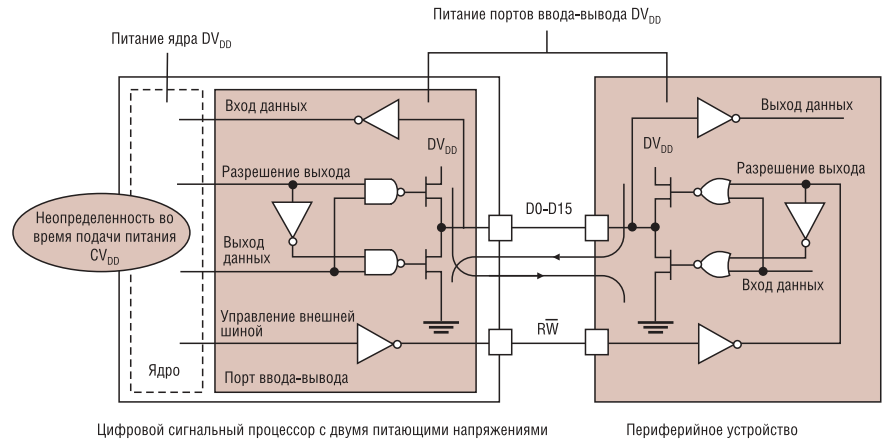 Питание портов ввода-вывода DV_DD
Питание ядра DV_DD
Вход данных
DV_DD
Разрешение выхода
Неопределенность во
время подачи питания
CV_DD
Выход
данных
Управление внешней
шиной
Ядро
Порт ввода-вывода
D0-D15
RW̅
Выход данных
DV_DD
Разрешение выхода
Вход данных
Цифровой сигнальный процессор с двумя питающими напряжениями
Периферийное устройство